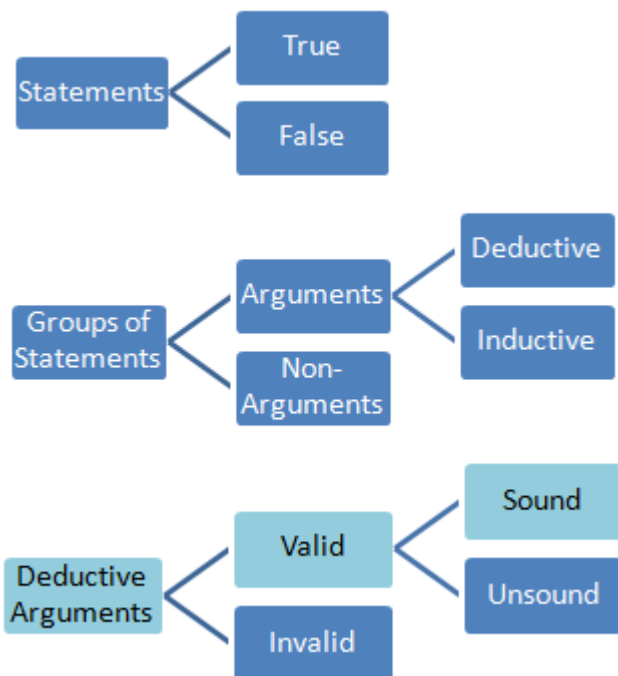 True
Statements
False
Deductive
Arguments
Groups of
Statements
Inductive
Non-
Arguments
Sound
Valid
Deductive
Arguments
Unsound
Invalid